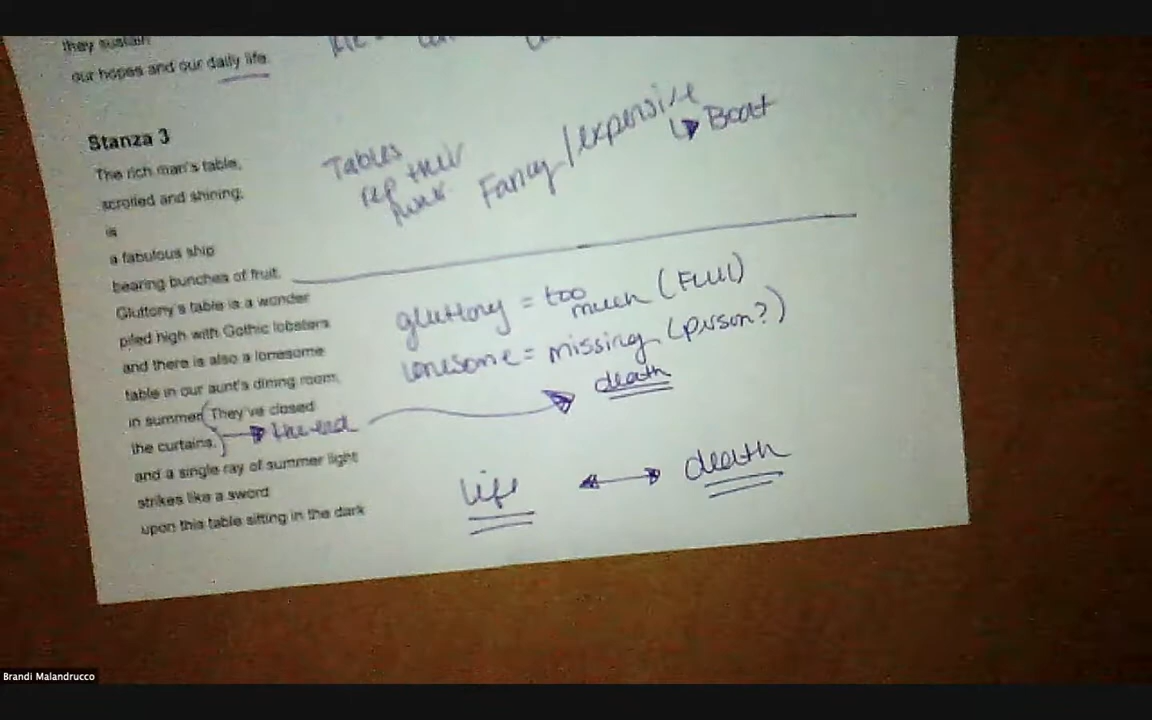 they sustain
our hopes and our daily life.
Stanza 3
The rich man's table,
scrolled and shining,
is
a fabulous ship
bearing bunches of fruit.
Gluttony's table is a wonder
piled high with Gothic lobsters
and there is also a lonesome
table in our aunt's dining room,
in summer. (They've closed
the curtains,) → the end
and a single ray of summer light
strikes like a sword
upon this table sitting in the dark
Tables
rep their
Fancy / expensive
↳ Boat
gluttony = too much (FULL)
lonesome = missing (person?)
death
life ↔ death
Brandi Malandrucco